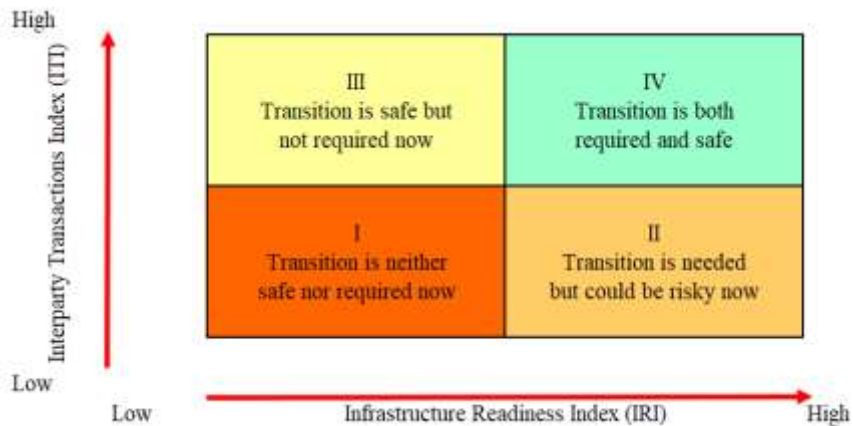 High
Interparty Transactions Index (ITI)
III
Transition is safe but
not required now
IV
Transition is both
required and safe
I
Transition is neither
safe nor required now
II
Transition is needed
but could be risky now
Low
Low
Infrastructure Readiness Index (IRI)
High